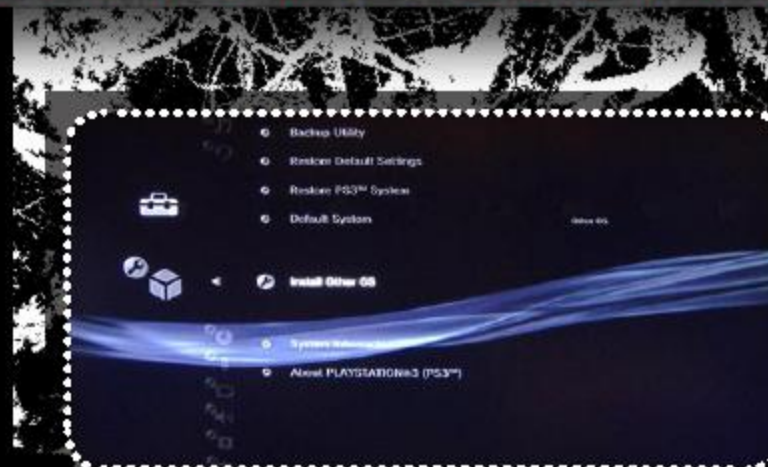 Backup Utility
Restore Default Settings
Restore PS3™ System
Default System
Other OS
Install Other OS
System Information
About PLAYSTATION®3 (PS3™)